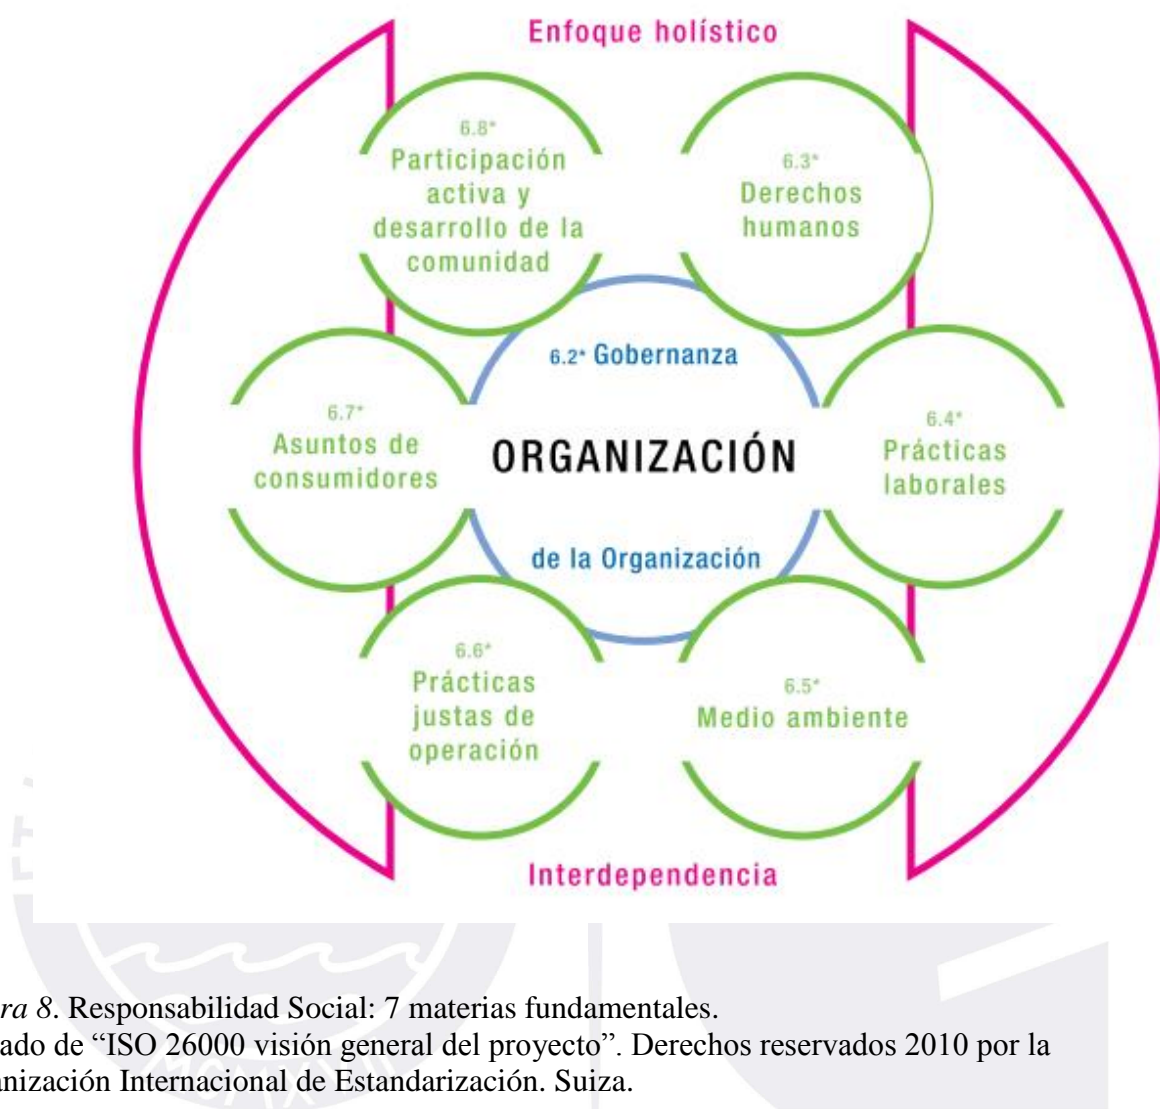 Enfoque holístico
6.8*
Participación
activa y
desarrollo de la
comunidad
6.3*
Derechos
humanos
6.2* Gobernanza
6.7*
Asuntos de
consumidores
ORGANIZACIÓN
6.4*
Prácticas
laborales
de la Organización
6.6*
Prácticas
justas de
operación
6.5*
Medio ambiente
Interdependencia
ra 8. Responsabilidad Social: 7 materias fundamentales.
ado de “ISO 26000 visión general del proyecto”. Derechos reservados 2010 por la
anización Internacional de Estandarización. Suiza.